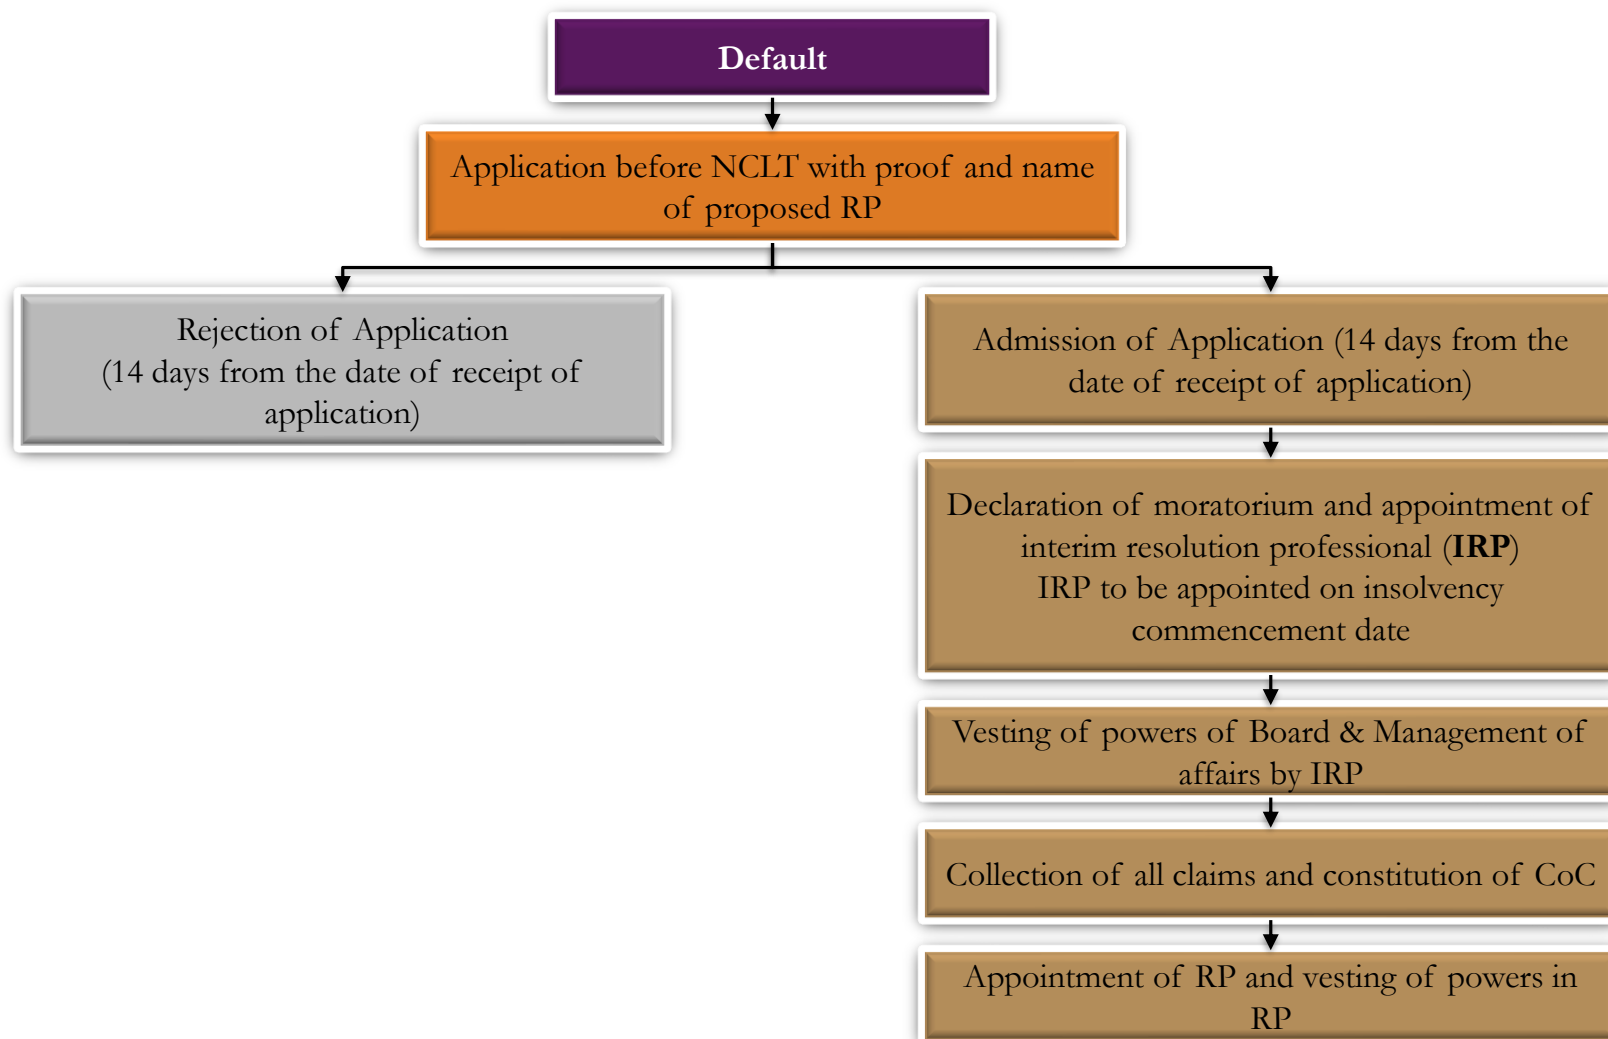 Default
Application before NCLT with proof and name
of proposed RP
Rejection of Application
(14 days from the date of receipt of
application)
Admission of Application (14 days from the
date of receipt of application)
Declaration of moratorium and appointment of
interim resolution professional (IRP)
IRP to be appointed on insolvency
commencement date
Vesting of powers of Board & Management of
affairs by IRP
Collection of all claims and constitution of CoC
Appointment of RP and vesting of powers in
RP